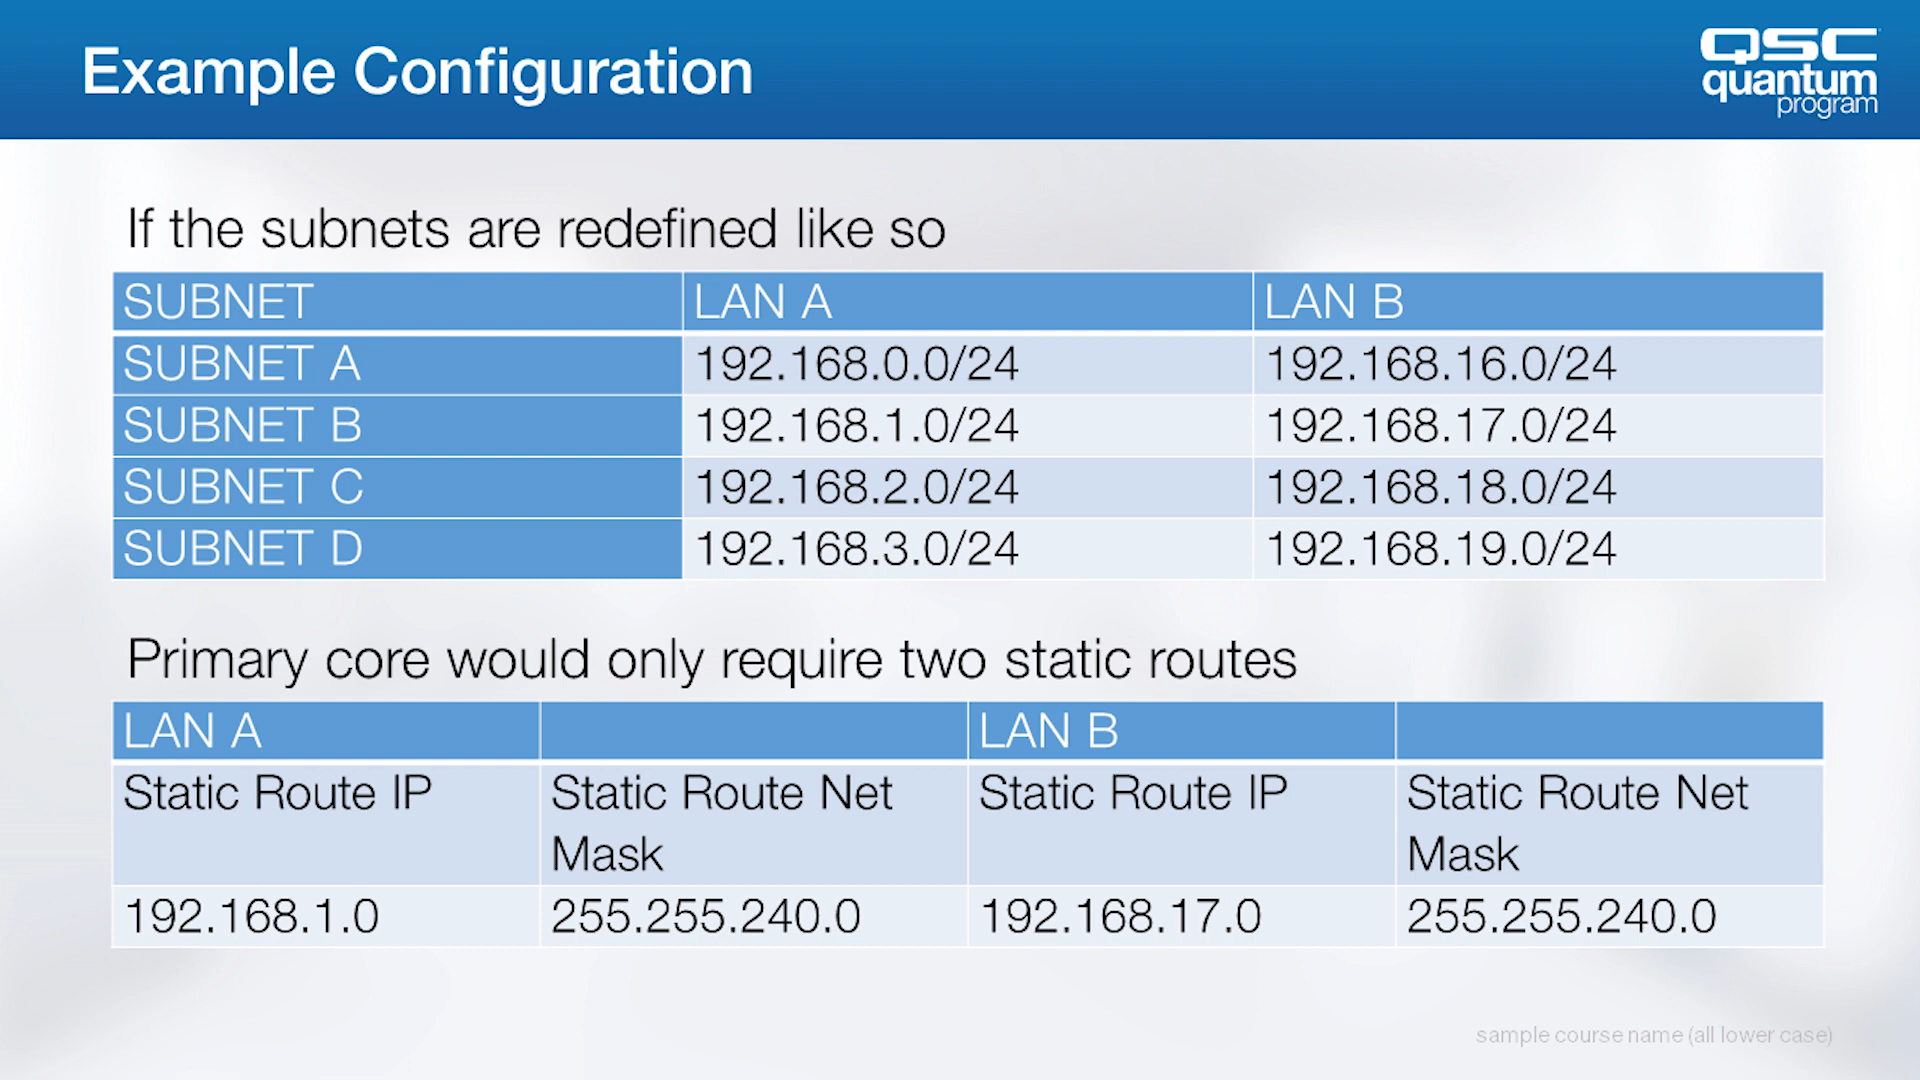 Example Configuration
QSC
quantum
program
If the subnets are redefined like so
SUBNET LAN A LAN B
SUBNET A 192.168.0.0/24 192.168.16.0/24
SUBNET B 192.168.1.0/24 192.168.17.0/24
SUBNET C 192.168.2.0/24 192.168.18.0/24
SUBNET D 192.168.3.0/24 192.168.19.0/24
Primary core would only require two static routes
LAN A LAN B
Static Route IP Static Route Net Mask Static Route IP Static Route Net Mask
192.168.1.0 255.255.240.0 192.168.17.0 255.255.240.0
sample course name (all lower case)